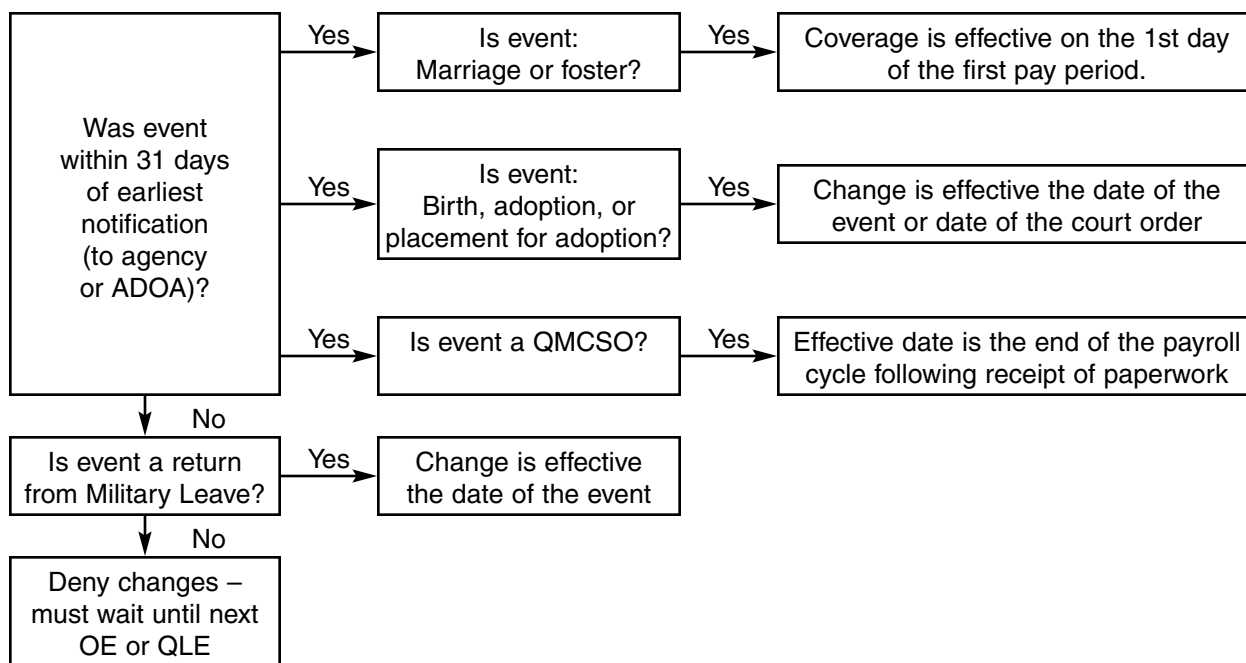 Was event
within 31 days
of earliest
notification
(to agency
or ADOA)?
Yes
Is event:
Marriage or foster?
Yes
Coverage is effective on the 1st day
of the first pay period.
Yes
Is event:
Birth, adoption, or
placement for adoption?
Yes
Change is effective the date of the
event or date of the court order
Yes
Is event a QMCSO?
Yes
Effective date is the end of the payroll
cycle following receipt of paperwork
No
Is event a return
from Military Leave?
Yes
Change is effective
the date of the event
No
Deny changes –
must wait until next
OE or QLE